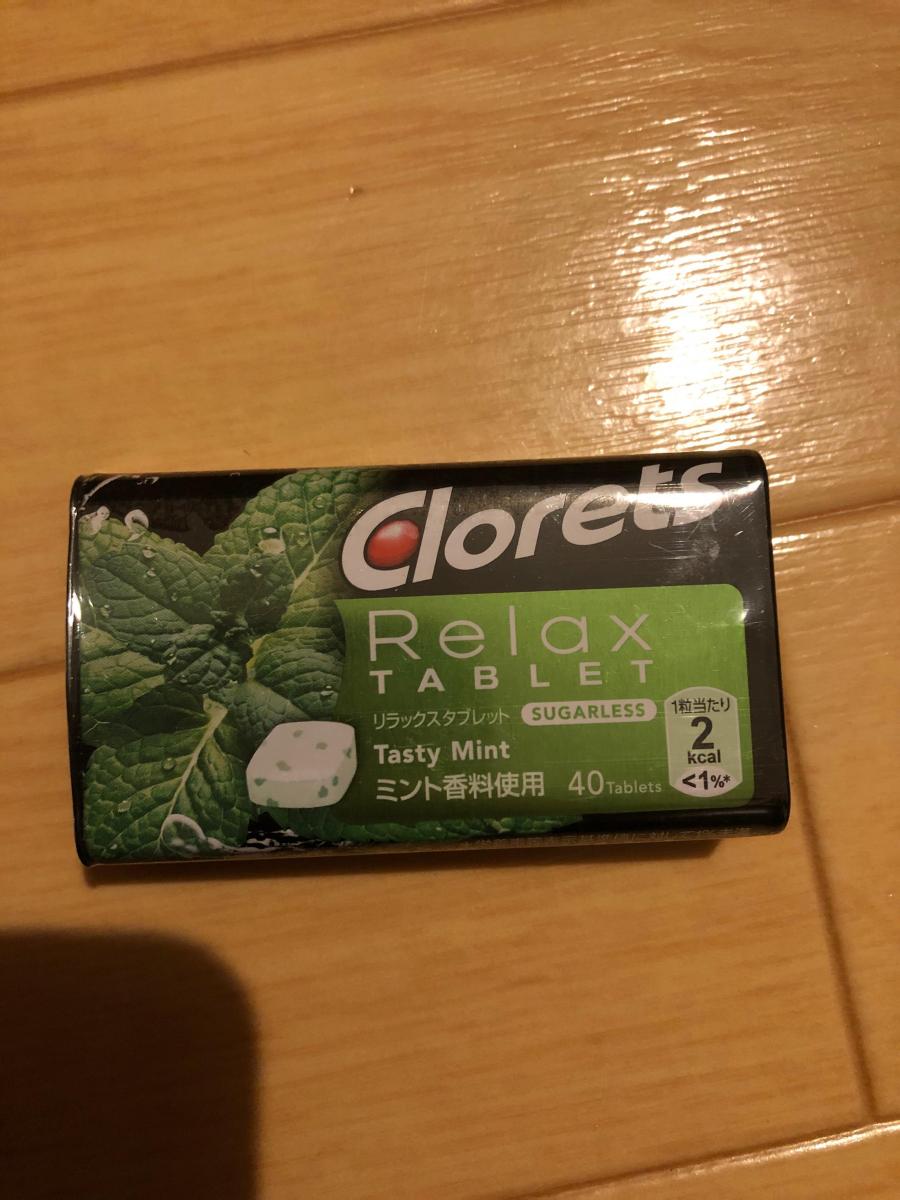 Clorets
Relax
TABLET
リラックスタブレット SUGARLESS
Tasty Mint
ミント香料使用 40Tablets
1粒当たり
2
kcal
<1%*